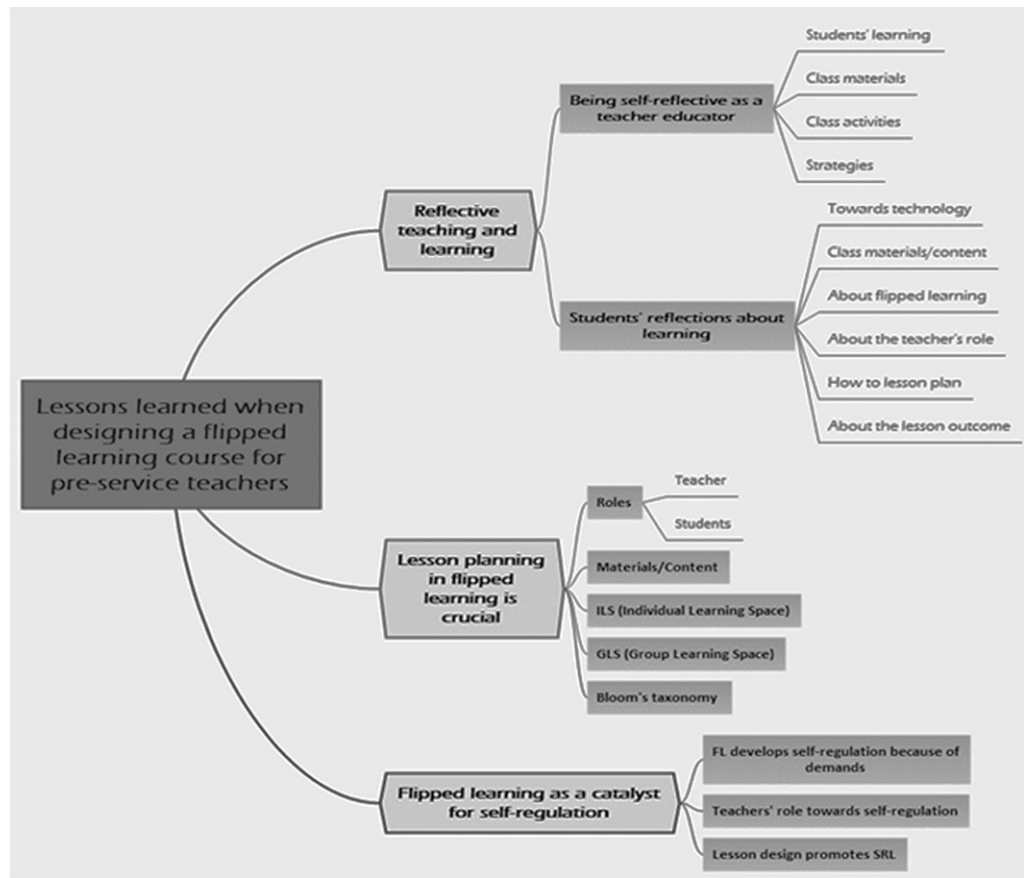 Lessons learned when
designing a flipped
learning course for
pre-service teachers
Reflective
teaching and
learning
Being self-reflective as a
teacher educator
Students' learning
Class materials
Class activities
Strategies
Students' reflections about
learning
Towards technology
Class materials/content
About flipped learning
About the teacher's role
How to lesson plan
About the lesson outcome
Lesson planning
in flipped
learning is
crucial
Roles
Teacher
Students
Materials/Content
ILS (Individual Learning Space)
GLS (Group Learning Space)
Bloom's taxonomy
Flipped learning as a catalyst
for self-regulation
FL develops self-regulation because of
demands
Teachers' role towards self-regulation
Lesson design promotes SRL